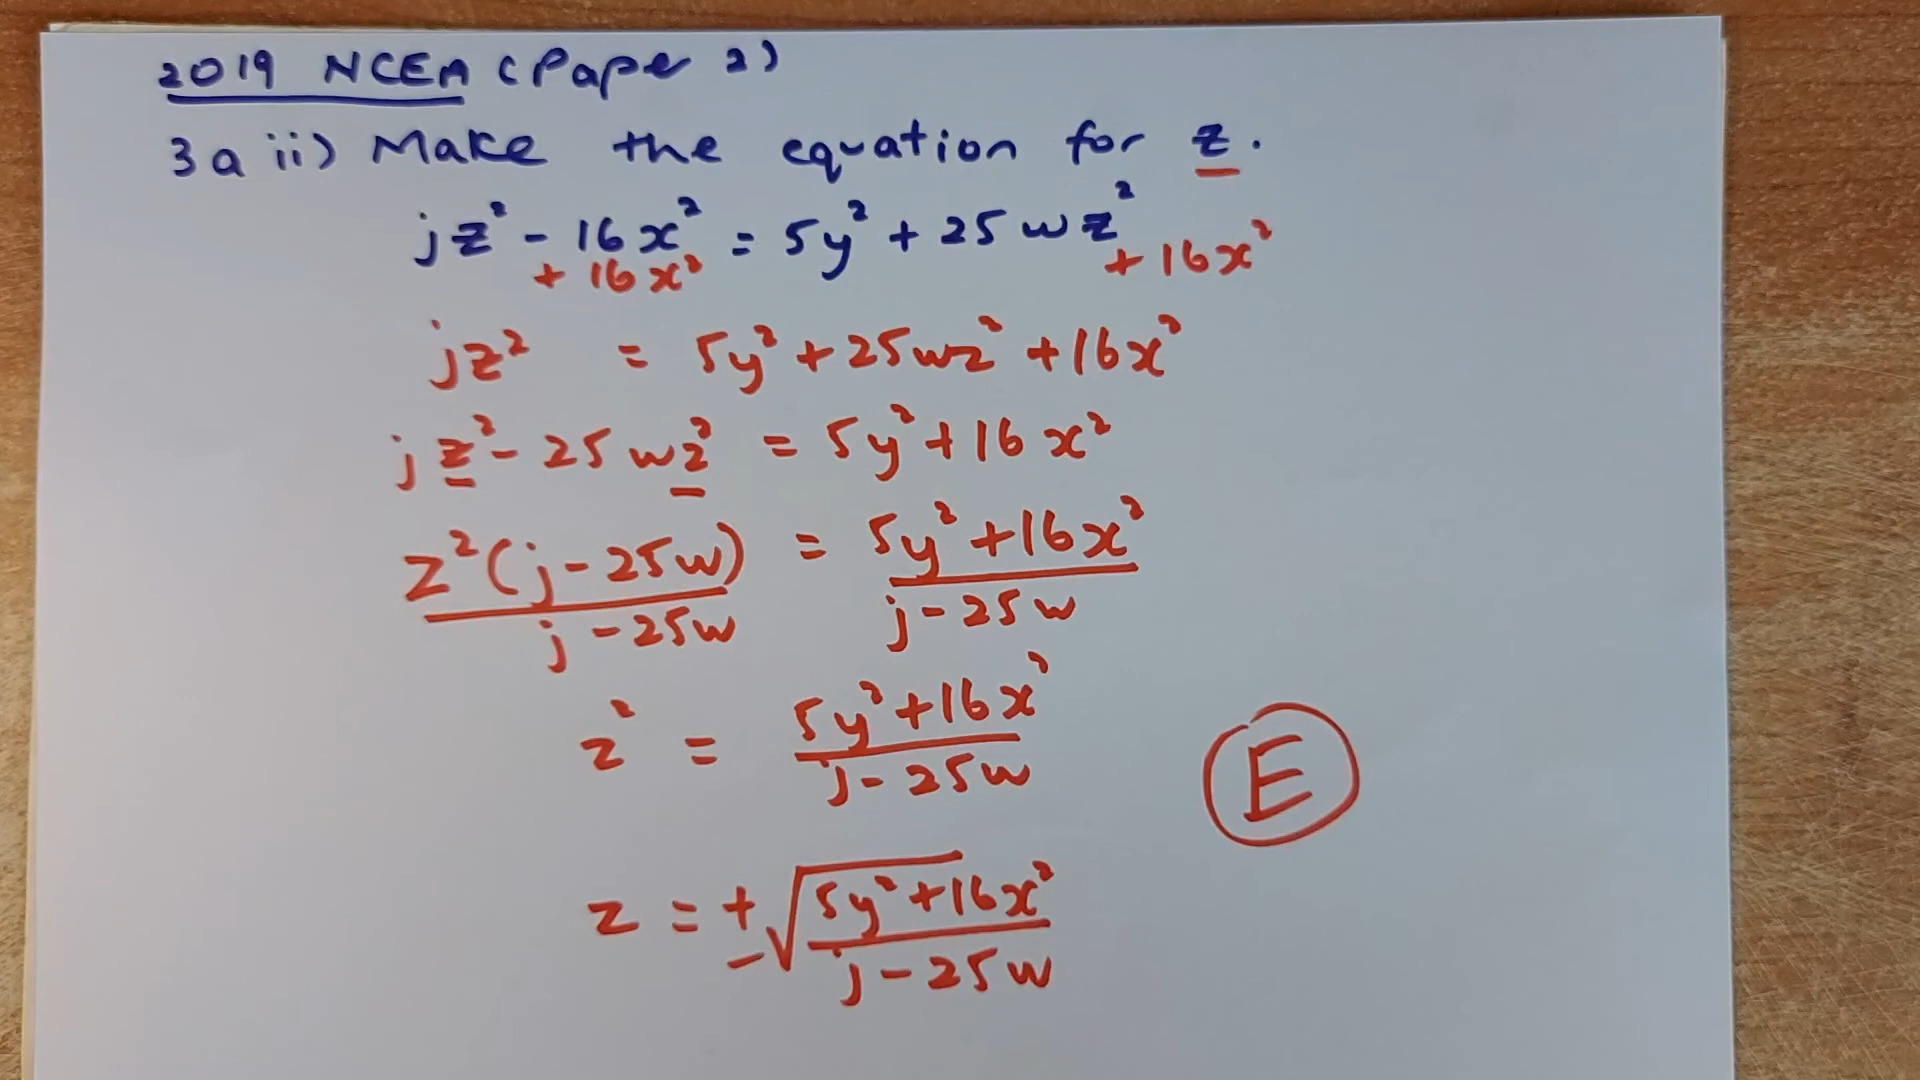 2019 NCEA (Paper 2)
3a ii) Make the equation for z.
jz² - 16x² = 5y² + 25wz²
+ 16x² + 16x²
jz² = 5y² + 25wz² + 16x²
jz² - 25wz² = 5y² + 16x²
z²(j - 25w) = 5y² + 16x²
j - 25w j - 25w
z² = 5y² + 16x²
j - 25w
E
z = ±√5y² + 16x²
j - 25w